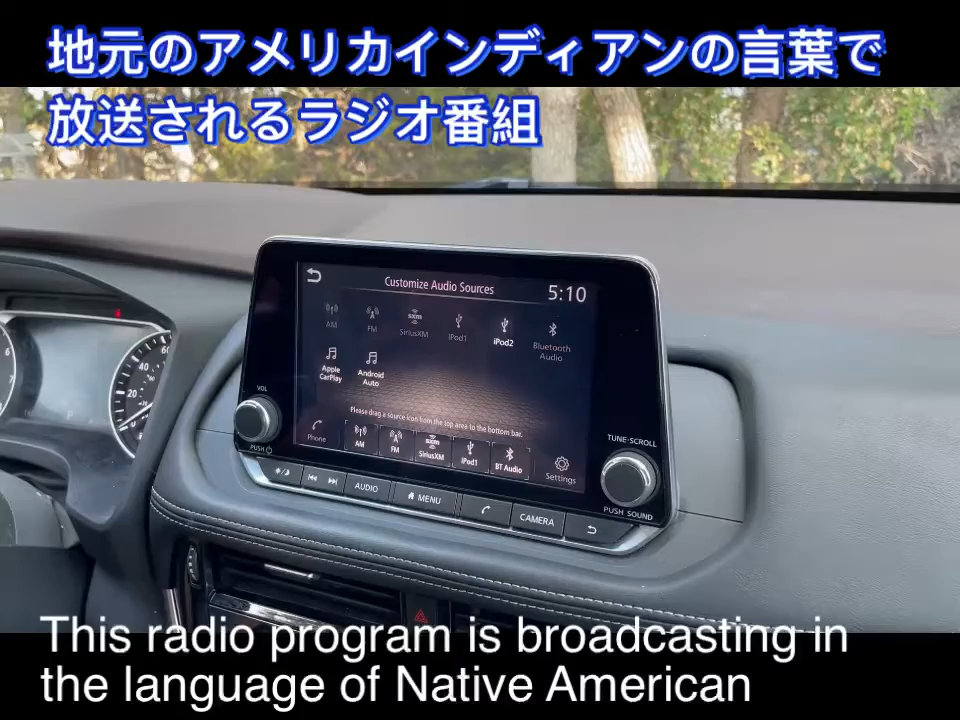 地元のアメリカインディアンの言葉で
放送されるラジオ番組
Customize Audio Sources
5:10
AM
FM
SiriusXM
iPod1
iPod2
Bluetooth
Audio
Apple
CarPlay
Android
Auto
Please drag a source icon from the top area to the bottom bar.
Phone
AM
FM
SiriusXM
iPod1
BT Audio
Settings
VOL
PUSH
TUNE·SCROLL
PUSH SOUND
AUDIO
MENU
CAMERA
60
40
20
6
This radio program is broadcasting in
the language of Native American